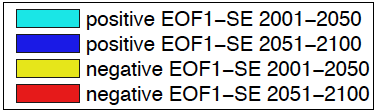 positive EOF1−SE 2001−2050
positive EOF1−SE 2051−2100
negative EOF1−SE 2001−2050
negative EOF1−SE 2051−2100